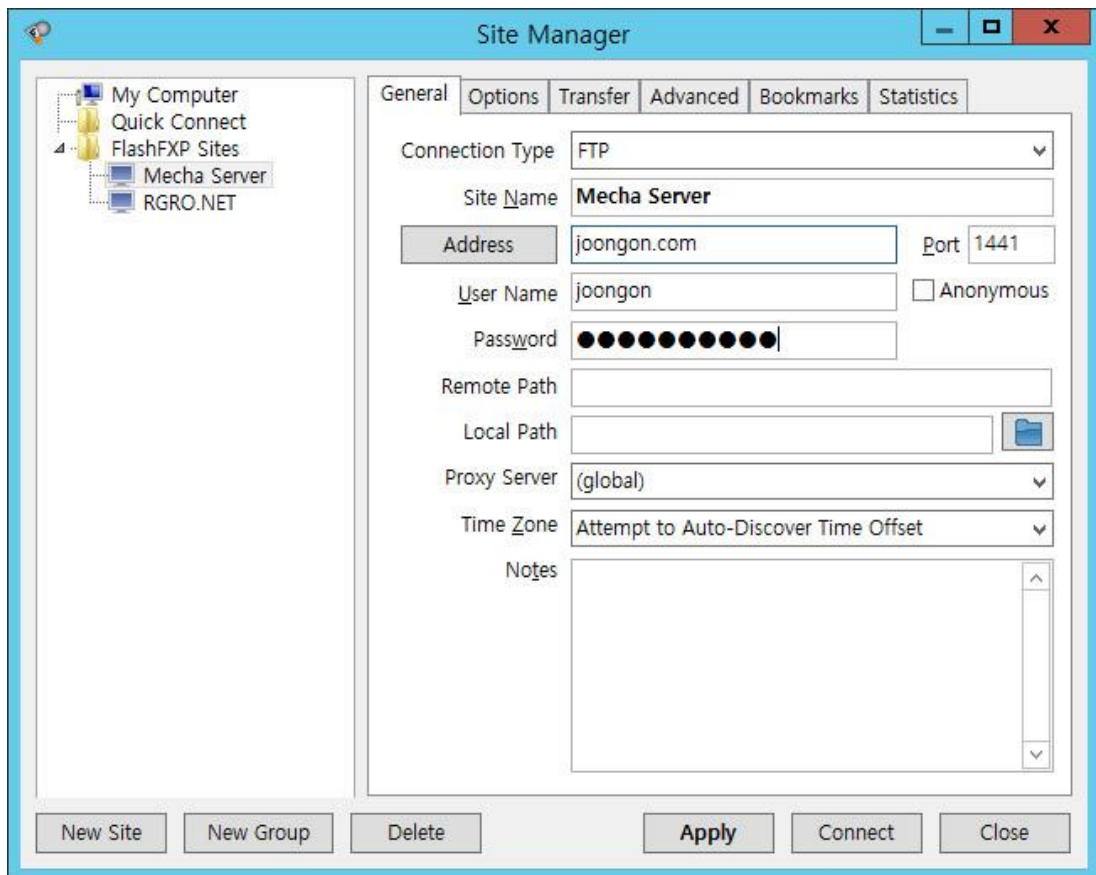 Site Manager
My Computer
Quick Connect
FlashFXP Sites
Mecha Server
RGRO.NET
General Options Transfer Advanced Bookmarks Statistics
Connection Type FTP
Site Name Mecha Server
Address joongon.com Port 1441
User Name joongon Anonymous
Password ●●●●●●●●●●
Remote Path
Local Path
Proxy Server (global)
Time Zone Attempt to Auto-Discover Time Offset
Notes
New Site New Group Delete Apply Connect Close